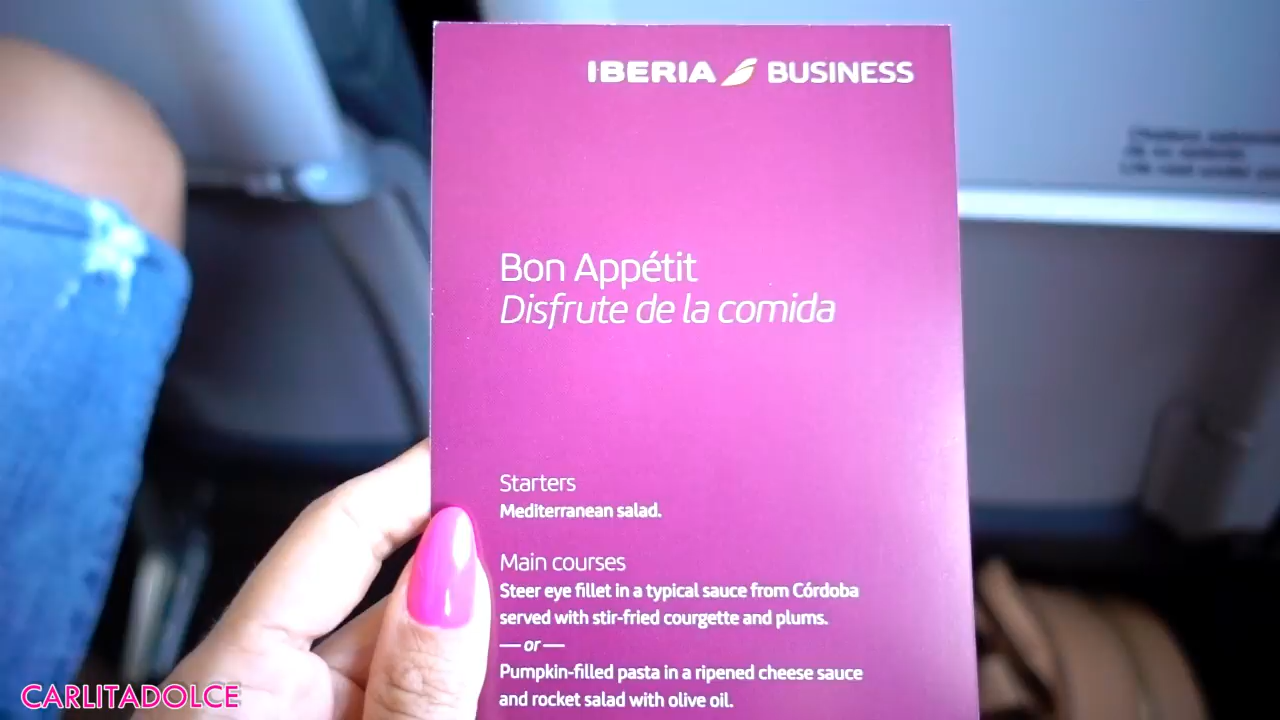 IBERIA BUSINESS
Bon Appétit
Disfrute de la comida
Starters
Mediterranean salad.
Main courses
Steer eye fillet in a typical sauce from Córdoba
served with stir-fried courgette and plums.
— or —
Pumpkin-filled pasta in a ripened cheese sauce
and rocket salad with olive oil.
CARLITADOLCE